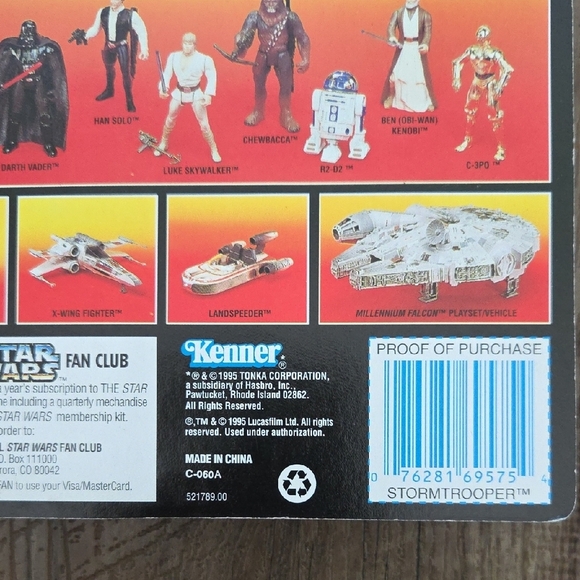 HAN SOLO™
BEN (OBI-WAN)
KENOBI™
DARTH VADER™
LUKE SKYWALKER™
CHEWBACCA™
R2-D2™
C-3PO™
X-WING FIGHTER™
LANDSPEEDER™
MILLENNIUM FALCON™ PLAYSET/VEHICLE
STAR
WARS™ FAN CLUB
year's subscription to THE STAR
including a quarterly merchandise
STAR WARS membership kit.
order to:
STAR WARS FAN CLUB
P.O. Box 111000
CO 80042
FAN to use your Visa/MasterCard.
Kenner®
*® & © 1995 TONKA CORPORATION,
a subsidiary of Hasbro, Inc.,
Pawtucket, Rhode Island 02862.
All Rights Reserved.
®,TM & © 1995 Lucasfilm Ltd. All rights
reserved. Used under authorization.
MADE IN CHINA
C-060A
521789.00
PROOF OF PURCHASE
0 76281 69575 4
STORMTROOPER™